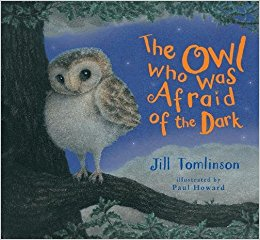 The OWL
who was
Afraid
of the Dark
Jill Tomlinson
illustrated by
Paul Howard